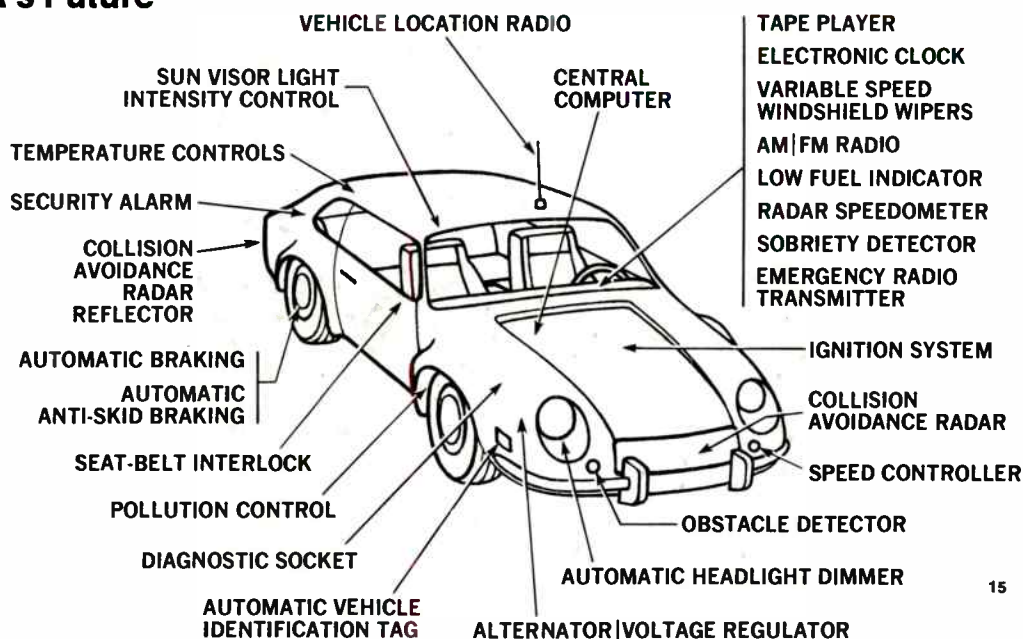 's Future
VEHICLE LOCATION RADIO
SUN VISOR LIGHT
INTENSITY CONTROL
CENTRAL
COMPUTER
TAPE PLAYER
ELECTRONIC CLOCK
VARIABLE SPEED
WINDSHIELD WIPERS
AM|FM RADIO
LOW FUEL INDICATOR
RADAR SPEEDOMETER
SOBRIETY DETECTOR
EMERGENCY RADIO
TRANSMITTER
TEMPERATURE CONTROLS
SECURITY ALARM
COLLISION
AVOIDANCE
RADAR
REFLECTOR
AUTOMATIC BRAKING
AUTOMATIC
ANTI-SKID BRAKING
SEAT-BELT INTERLOCK
POLLUTION CONTROL
DIAGNOSTIC SOCKET
AUTOMATIC VEHICLE
IDENTIFICATION TAG
IGNITION SYSTEM
COLLISION
AVOIDANCE RADAR
SPEED CONTROLLER
OBSTACLE DETECTOR
AUTOMATIC HEADLIGHT DIMMER
ALTERNATOR|VOLTAGE REGULATOR
15